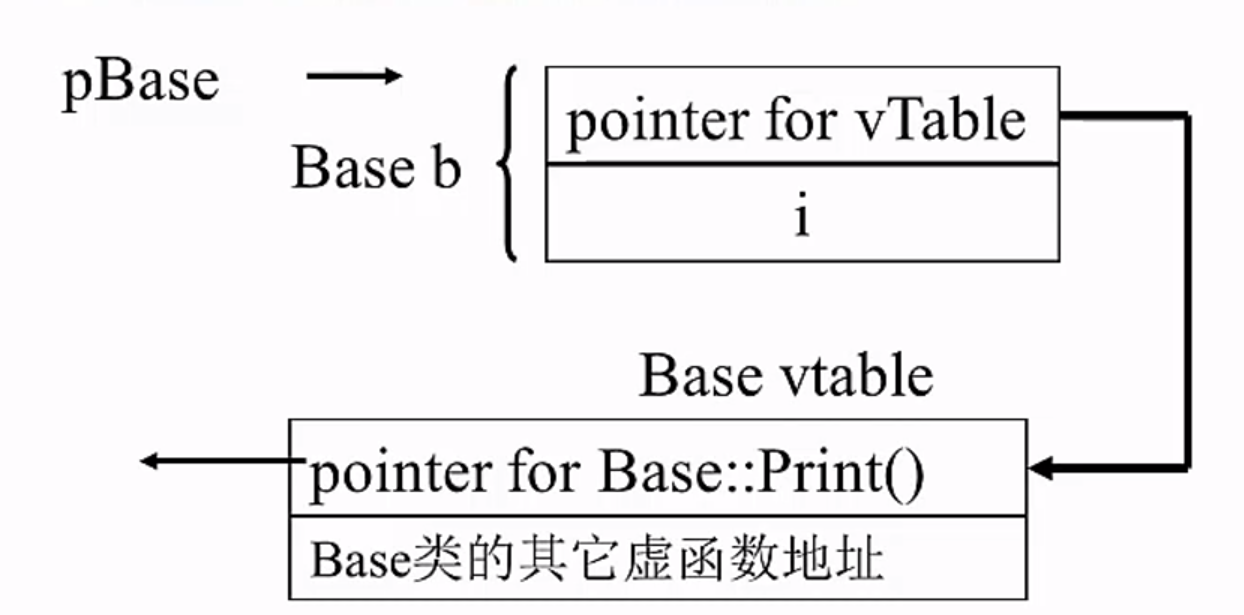 pBase
Base b
pointer for vTable
i
Base vtable
pointer for Base::Print()
Base类的其它虚函数地址